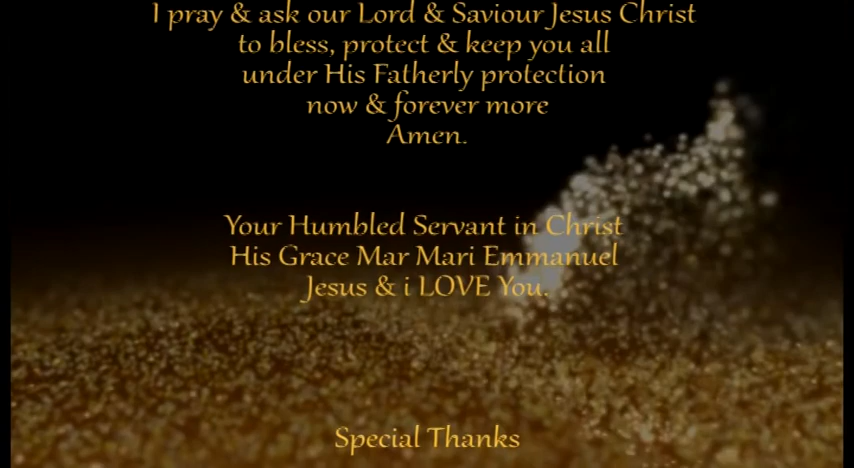 I pray & ask our Lord & Saviour Jesus Christ
to bless, protect & keep you all
under His Fatherly protection
now & forever more
Amen.
Your Humbled Servant in Christ
His Grace Mar Mari Emmanuel
Jesus & i LOVE You.
Special Thanks